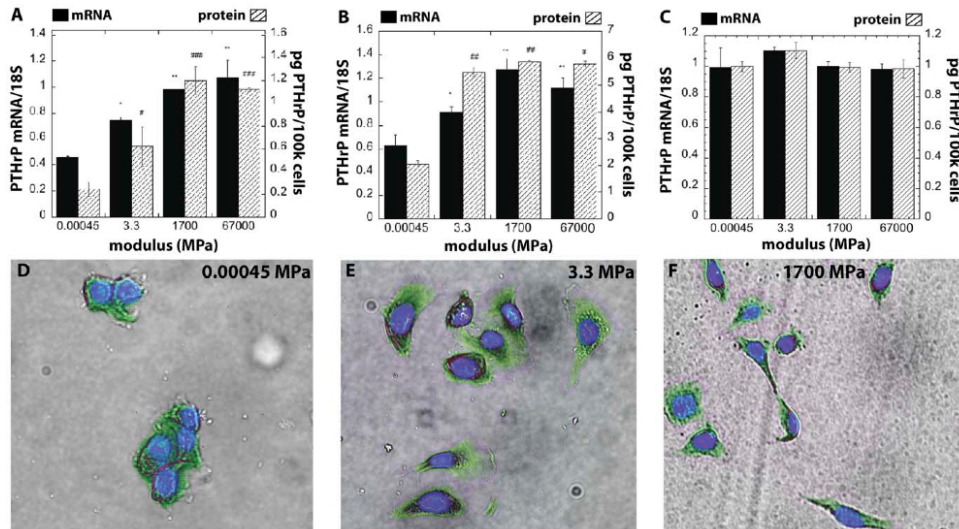 A
mRNA
protein
PTHrP mRNA/18S
1.4
1.2
1
0.8
0.6
0.4
0.2
0
*
#
**
###
**
###
1.6
1.4
1.2
1
0.8
0.6
0.4
0.2
0
pg PTHrP/100k cells
0.00045 3.3 1700 67000
modulus (MPa)
B
mRNA
protein
PTHrP mRNA/18S
1.6
1.4
1.2
1
0.8
0.6
0.4
0.2
0
*
##
**
##
**
#
7
6
5
4
3
2
1
0
pg PTHrP/100k cells
0.00045 3.3 1700 67000
modulus (MPa)
C
mRNA
protein
PTHrP mRNA/18S
1.2
1
0.8
0.6
0.4
0.2
0
1.2
1
0.8
0.6
0.4
0.2
0
pg PTHrP/100k cells
0.00045 3.3 1700 67000
modulus (MPa)
D 0.00045 MPa
E 3.3 MPa
F 1700 MPa